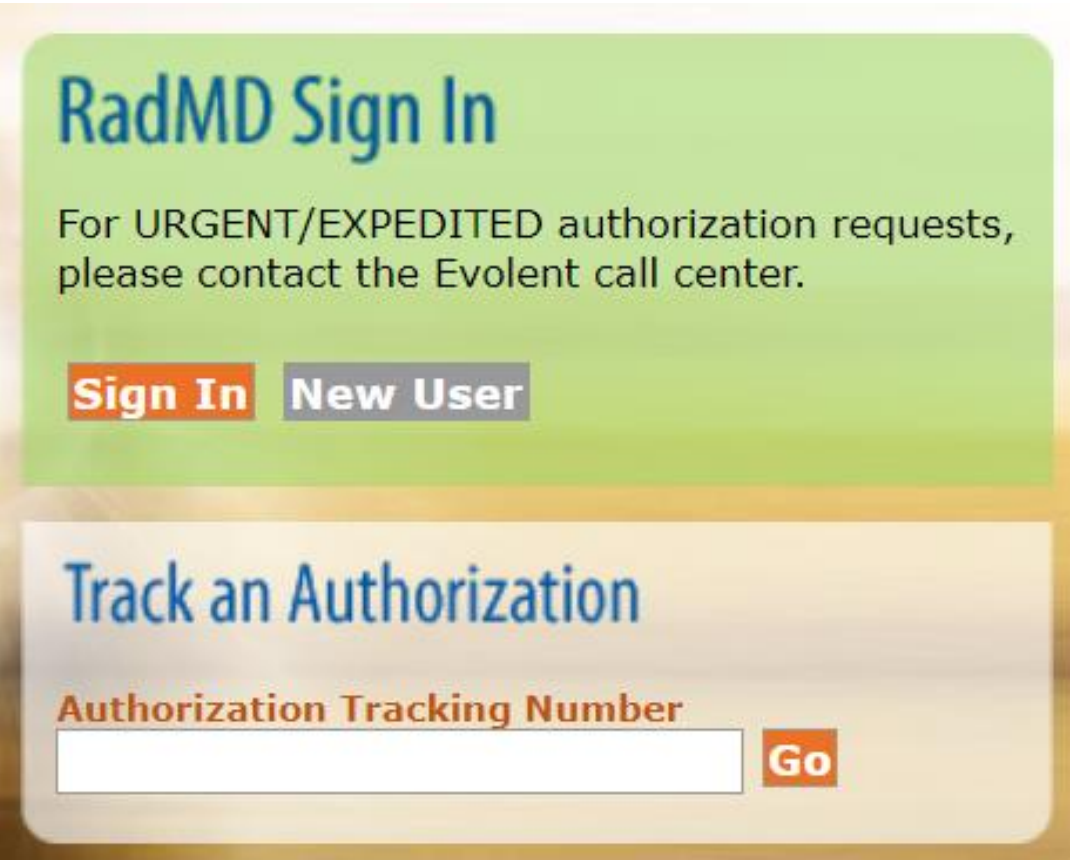 RadMD Sign In
For URGENT/EXPEDITED authorization requests,
please contact the Evolent call center.
Sign In New User
Track an Authorization
Authorization Tracking Number
Go